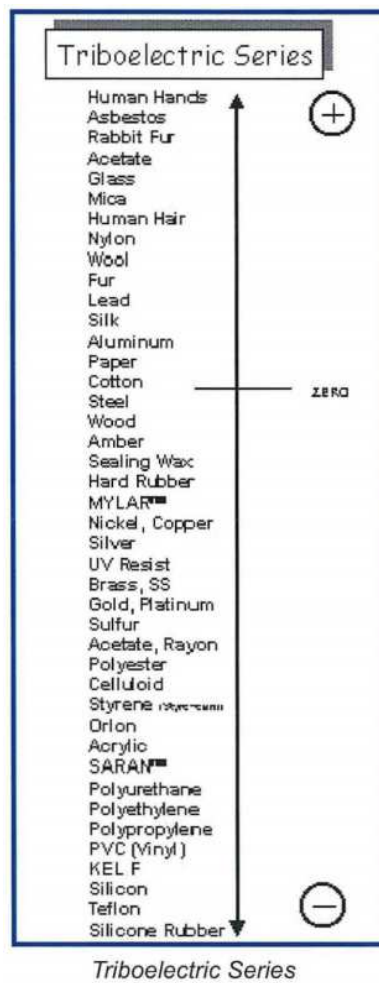 Triboelectric Series
Human Hands
Asbestos
Rabbit Fur
Acetate
Glass
Mica
Human Hair
Nylon
Wool
Fur
Lead
Silk
Aluminum
Paper
Cotton
ZERO
Steel
Wood
Amber
Sealing Wax
Hard Rubber
MYLAR™
Nickel, Copper
Silver
UV Resist
Brass, SS
Gold, Platinum
Sulfur
Acetate, Rayon
Polyester
Celluloid
Styrene (Styrofoam)
Orlon
Acrylic
SARAN™
Polyurethane
Polyethylene
Polypropylene
PVC (Vinyl)
KEL F
Silicon
Teflon
Silicone Rubber
Triboelectric Series